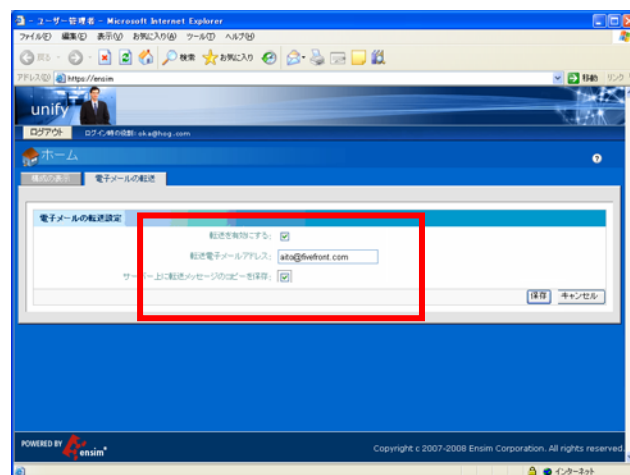 - ユーザー管理者 - Microsoft Internet Explorer
ファイル(F) 編集(E) 表示(V) お気に入り(A) ツール(T) ヘルプ(H)
戻る 検索 お気に入り
アドレス(D) https://ensim 移動 リンク
unify
ログアウト ログイン時の役割: oka@hog.com
ホーム
構成の表示 電子メールの転送
電子メールの転送設定
転送を有効にする:
転送電子メールアドレス: aito@fivefront.com
サーバー上に転送メッセージのコピーを保存:
保存 キャンセル
POWERED BY ensim
Copyright c 2007-2008 Ensim Corporation. All rights reserved.
インターネット